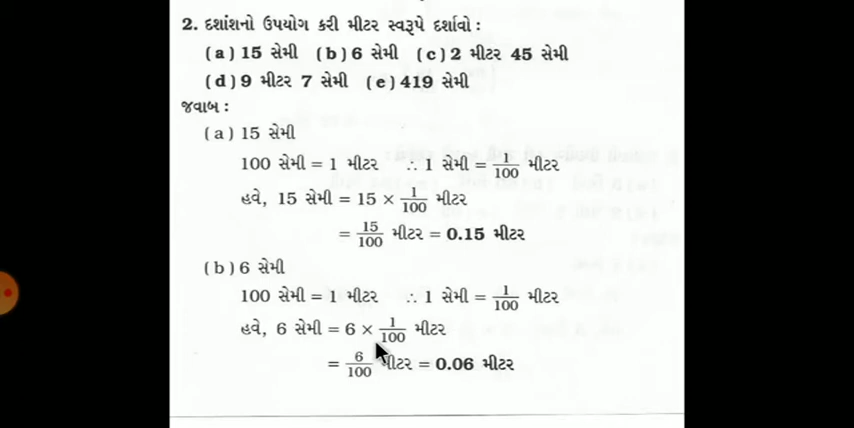 2. દશાંશનો ઉપયોગ કરી મીટર સ્વરૂપે દર્શાવો :
(a) 15 સેમી (b) 6 સેમી (c) 2 મીટર 45 સેમી
(d) 9 મીટર 7 સેમી (e) 419 સેમી
જવાબ :
(a) 15 સેમી
100 સેમી = 1 મીટર ∴ 1 સેમી = 1/100 મીટર
હવે, 15 સેમી = 15 × 1/100 મીટર
= 15/100 મીટર = 0.15 મીટર
(b) 6 સેમી
100 સેમી = 1 મીટર ∴ 1 સેમી = 1/100 મીટર
હવે, 6 સેમી = 6 × 1/100 મીટર
= 6/100 મીટર = 0.06 મીટર